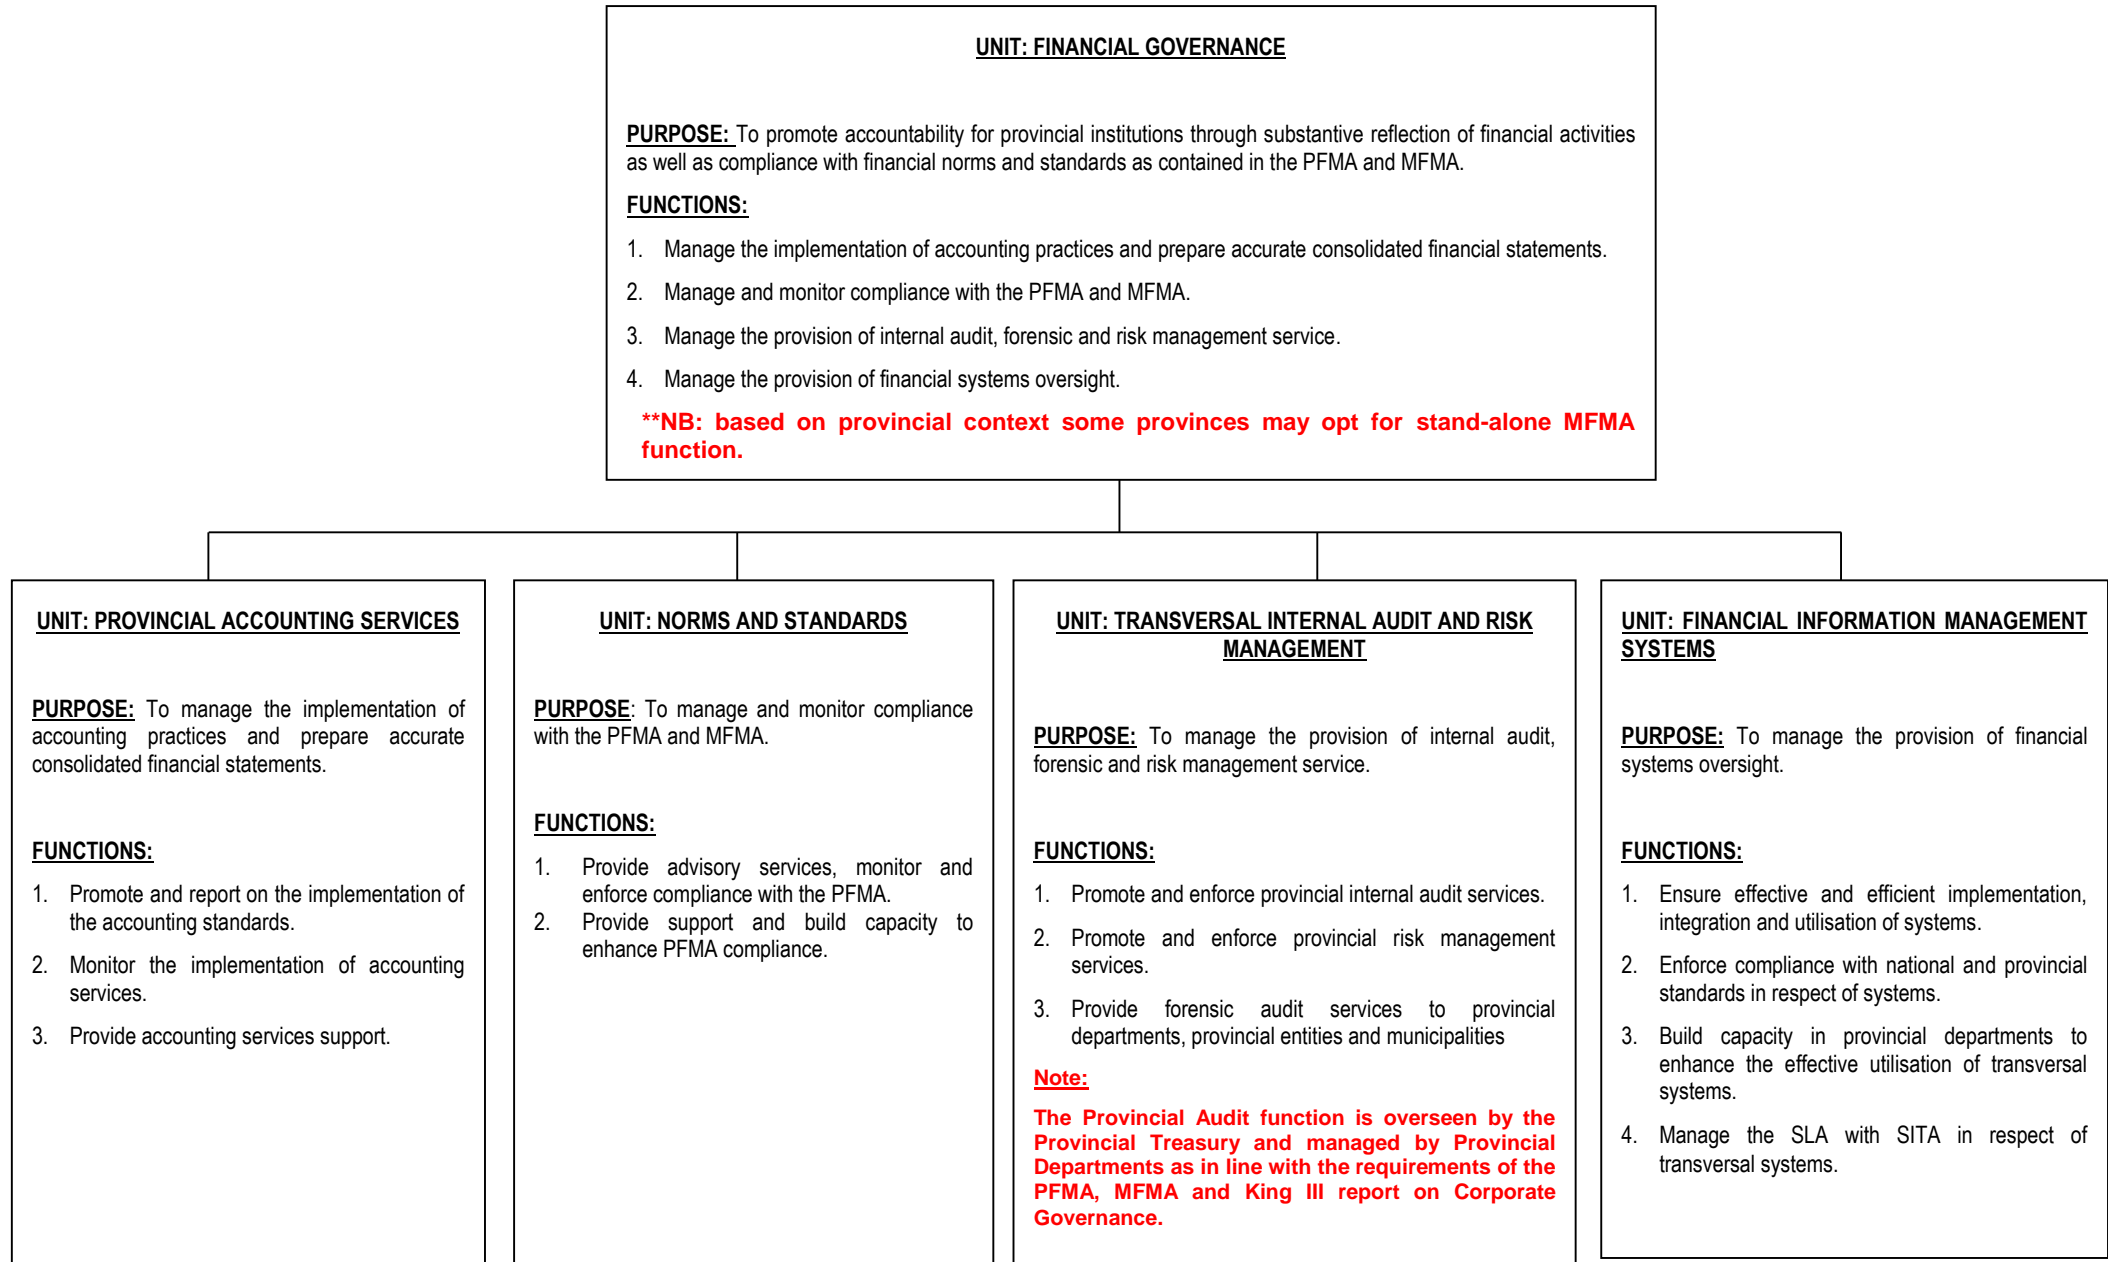 UNIT: FINANCIAL GOVERNANCE
PURPOSE: To promote accountability for provincial institutions through substantive reflection of financial activities
as well as compliance with financial norms and standards as contained in the PFMA and MFMA.
FUNCTIONS:
1. Manage the implementation of accounting practices and prepare accurate consolidated financial statements.
2. Manage and monitor compliance with the PFMA and MFMA.
3. Manage the provision of internal audit, forensic and risk management service.
4. Manage the provision of financial systems oversight.
**NB: based on provincial context some provinces may opt for stand-alone MFMA
function.
UNIT: PROVINCIAL ACCOUNTING SERVICES
PURPOSE: To manage the implementation of
accounting practices and prepare accurate
consolidated financial statements.
FUNCTIONS:
1. Promote and report on the implementation of
the accounting standards.
2. Monitor the implementation of accounting
services.
3. Provide accounting services support.
UNIT: NORMS AND STANDARDS
PURPOSE: To manage and monitor compliance
with the PFMA and MFMA.
FUNCTIONS:
1. Provide advisory services, monitor and
enforce compliance with the PFMA.
2. Provide support and build capacity to
enhance PFMA compliance.
UNIT: TRANSVERSAL INTERNAL AUDIT AND RISK
MANAGEMENT
PURPOSE: To manage the provision of internal audit,
forensic and risk management service.
FUNCTIONS:
1. Promote and enforce provincial internal audit services.
2. Promote and enforce provincial risk management
services.
3. Provide forensic audit services to provincial
departments, provincial entities and municipalities
Note:
The Provincial Audit function is overseen by the
Provincial Treasury and managed by Provincial
Departments as in line with the requirements of the
PFMA, MFMA and King III report on Corporate
Governance.
UNIT: FINANCIAL INFORMATION MANAGEMENT
SYSTEMS
PURPOSE: To manage the provision of financial
systems oversight.
FUNCTIONS:
1. Ensure effective and efficient implementation,
integration and utilisation of systems.
2. Enforce compliance with national and provincial
standards in respect of systems.
3. Build capacity in provincial departments to
enhance the effective utilisation of transversal
systems.
4. Manage the SLA with SITA in respect of
transversal systems.